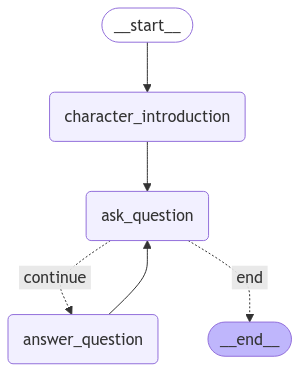 __start__
character_introduction
ask_question
continue
end
answer_question
__end__